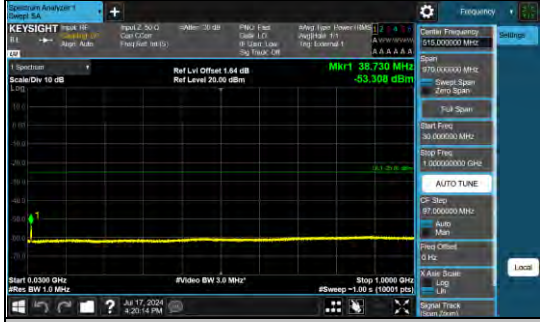 Spectrum Analyzer 1
Swept SA
Frequency
KEYSIGHT Input: RF
Input Z: 50 Ω
#Atten: 30 dB
PNO: Fast
#Avg Type: Power (RMS)
Align: Auto
Gate: LO
Avg|Hold: 1/1
IF Gain: Low
Trig: External 1
Sig Track: Off
1 Spectrum
Scale/Div 10 dB
Log
Ref Lvl Offset 1.64 dB
Ref Level 20.00 dBm
Mkr1 38.730 MHz
-53.308 dBm
1
Start 0.0300 GHz
#Res BW 1.0 MHz
#Video BW 3.0 MHz*
Stop 1.0000 GHz
#Sweep ~1.00 s (10001 pts)
Jul 17, 2024
4:20:14 PM
Center Frequency
515.000000 MHz
Settings
Span
970.000000 MHz
Swept Span
Zero Span
Full Span
Start Freq
30.000000 MHz
Stop Freq
1.000000000 GHz
AUTO TUNE
CF Step
97.000000 MHz
Auto
Man
Freq Offset
0 Hz
X Axis Scale
Log
Lin
Signal Track
(Span Zoom)
Local